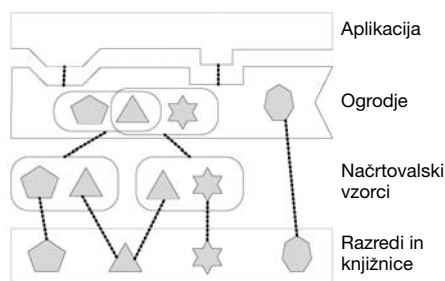 Aplikacija
Ogrodje
Načrtovalski
vzorci
Razredi in
knjižnice